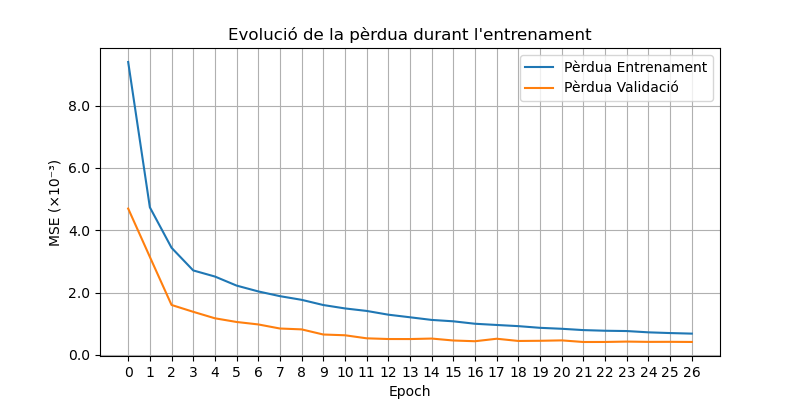 Evolució de la pèrdua durant l'entrenament
Pèrdua Entrenament
Pèrdua Validació
MSE (×10⁻³)
8.0
6.0
4.0
2.0
0.0
0 1 2 3 4 5 6 7 8 9 10 11 12 13 14 15 16 17 18 19 20 21 22 23 24 25 26
Epoch